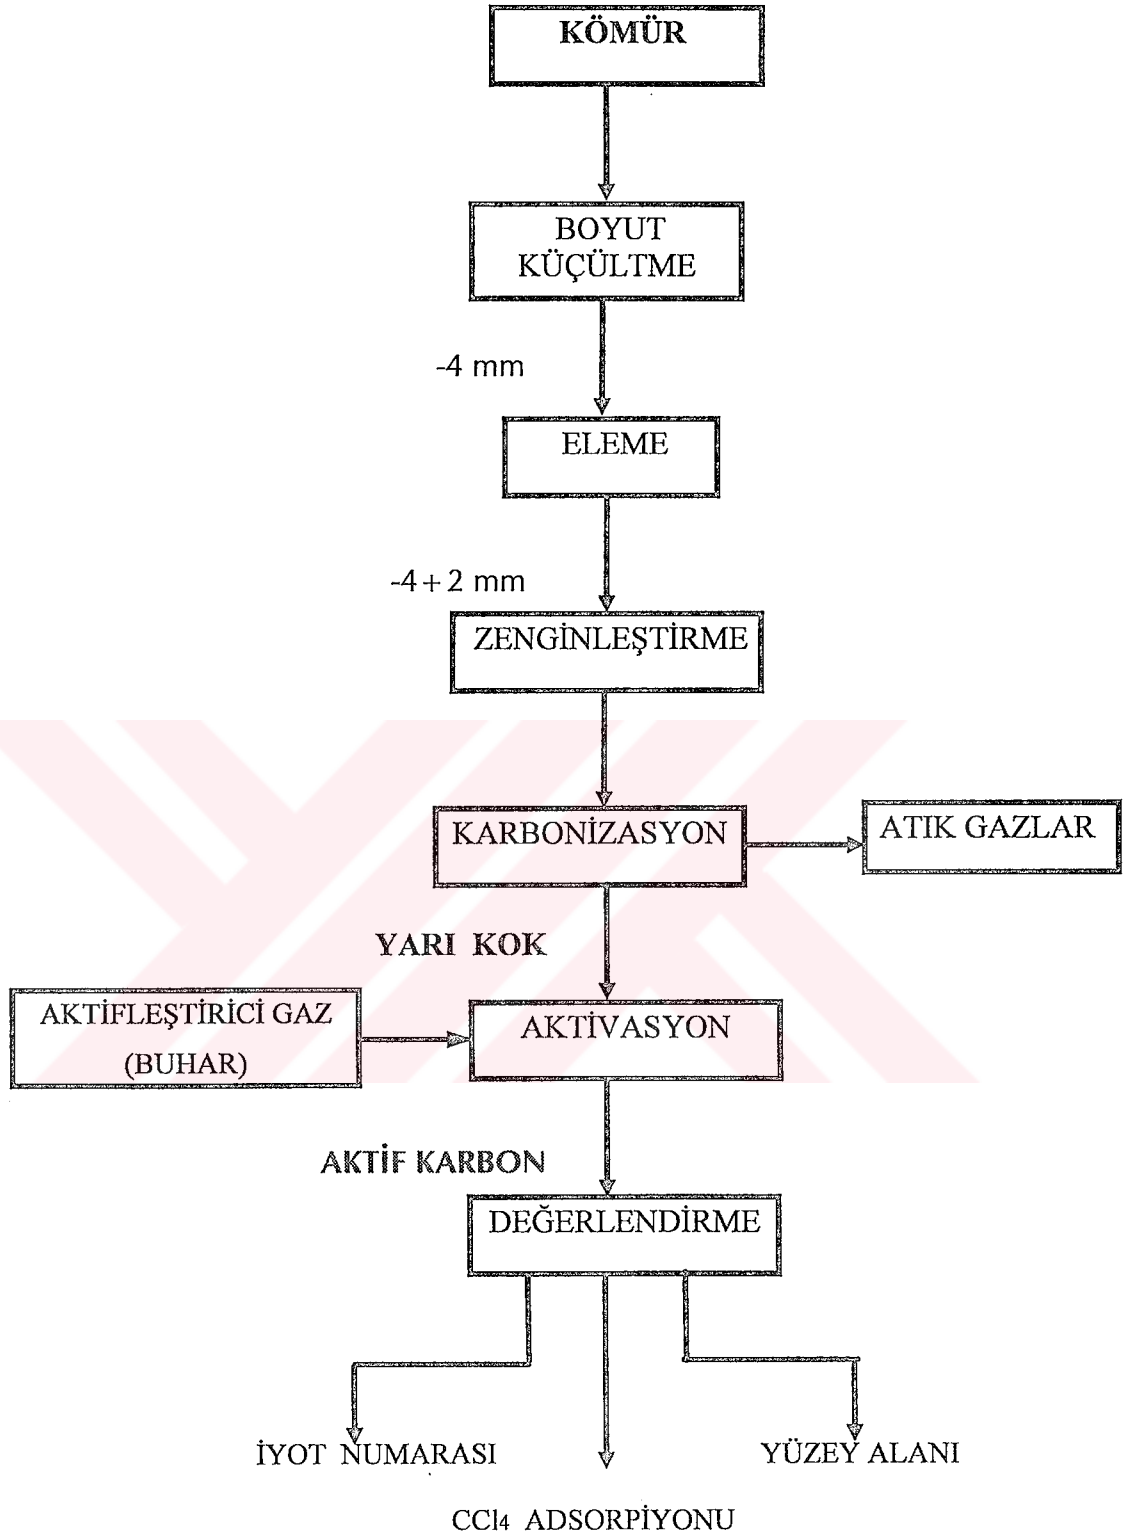 KÖMÜR
BOYUT
KÜÇÜLTME
-4 mm
ELEME
-4+2 mm
ZENGİNLEŞTİRME
KARBONİZASYON
ATIK GAZLAR
YARI KOK
AKTİFLEŞTİRİCİ GAZ
(BUHAR)
AKTİVASYON
AKTİF KARBON
DEĞERLENDİRME
İYOT NUMARASI
YÜZEY ALANI
CCl4 ADSORPİYONU